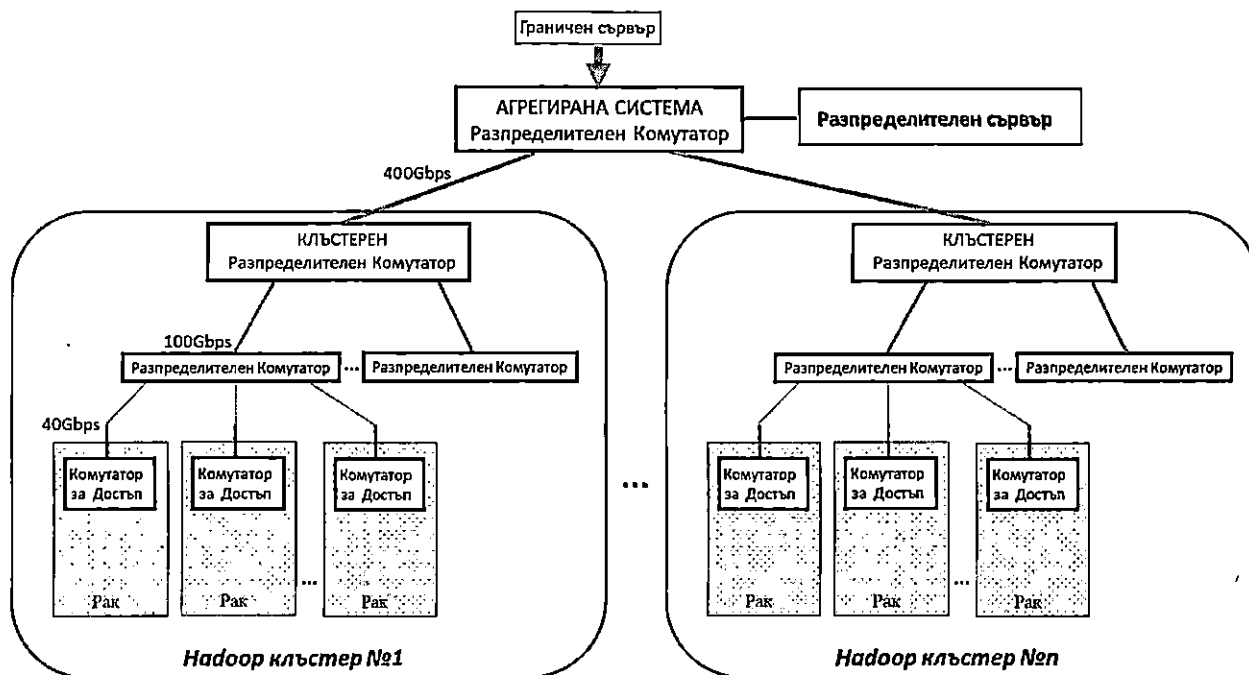 Граничен сървър
АГРЕГИРАНА СИСТЕМА
Разпределителен Комутатор
Разпределителен сървър
400Gbps
КЛЪСТЕРЕН
Разпределителен Комутатор
КЛЪСТЕРЕН
Разпределителен Комутатор
100Gbps
Разпределителен Комутатор
...
Разпределителен Комутатор
Разпределителен Комутатор
...
Разпределителен Комутатор
40Gbps
Комутатор
за Достъп
Комутатор
за Достъп
Комутатор
за Достъп
...
Комутатор
за Достъп
Комутатор
за Достъп
Комутатор
за Достъп
...
...
Рак
Рак
Рак
Рак
Рак
Рак
Hadoop клъстер №1
Hadoop клъстер №n